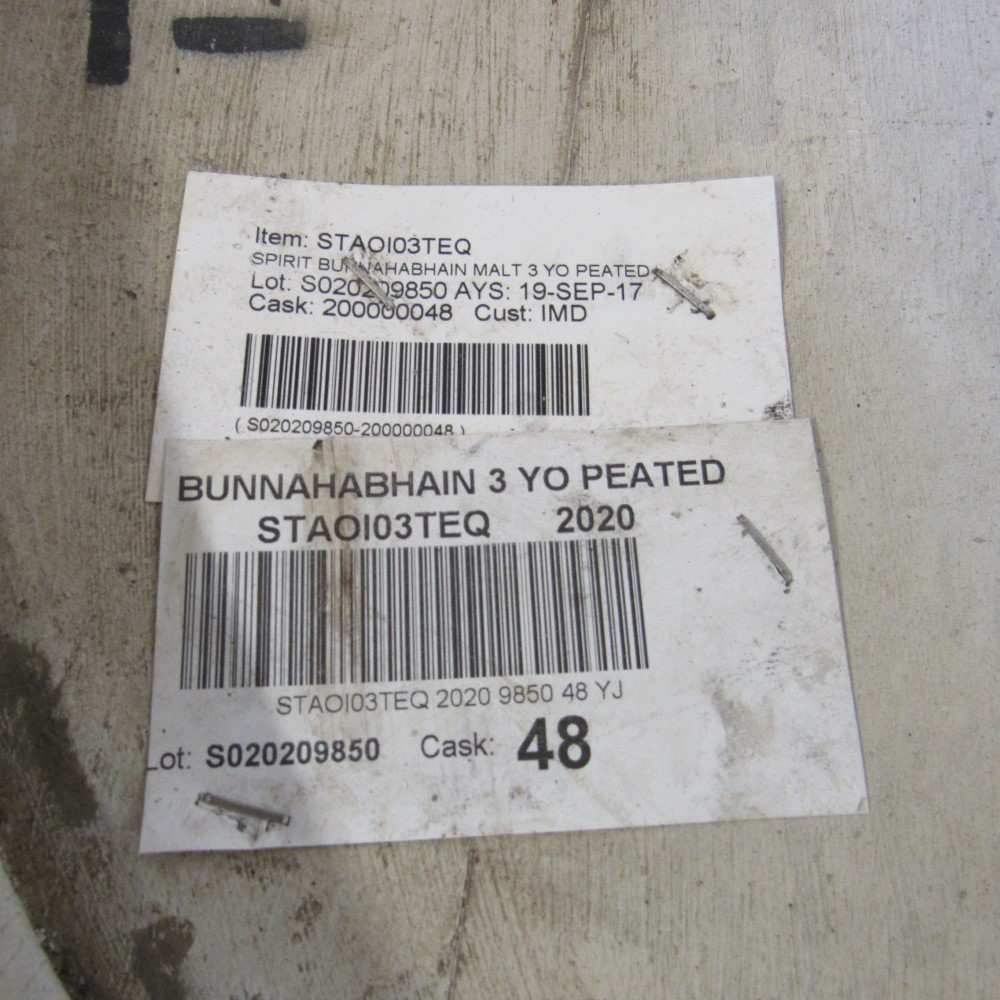 Item: STAOI03TEQ
SPIRIT BUNNAHABHAIN MALT 3 YO PEATED
Lot: S020209850 AYS: 19-SEP-17
Cask: 200000048 Cust: IMD
( S020209850-200000048 )
BUNNAHABHAIN 3 YO PEATED
STAOI03TEQ 2020
STAOI03TEQ 2020 9850 48 YJ
Lot: S020209850 Cask: 48